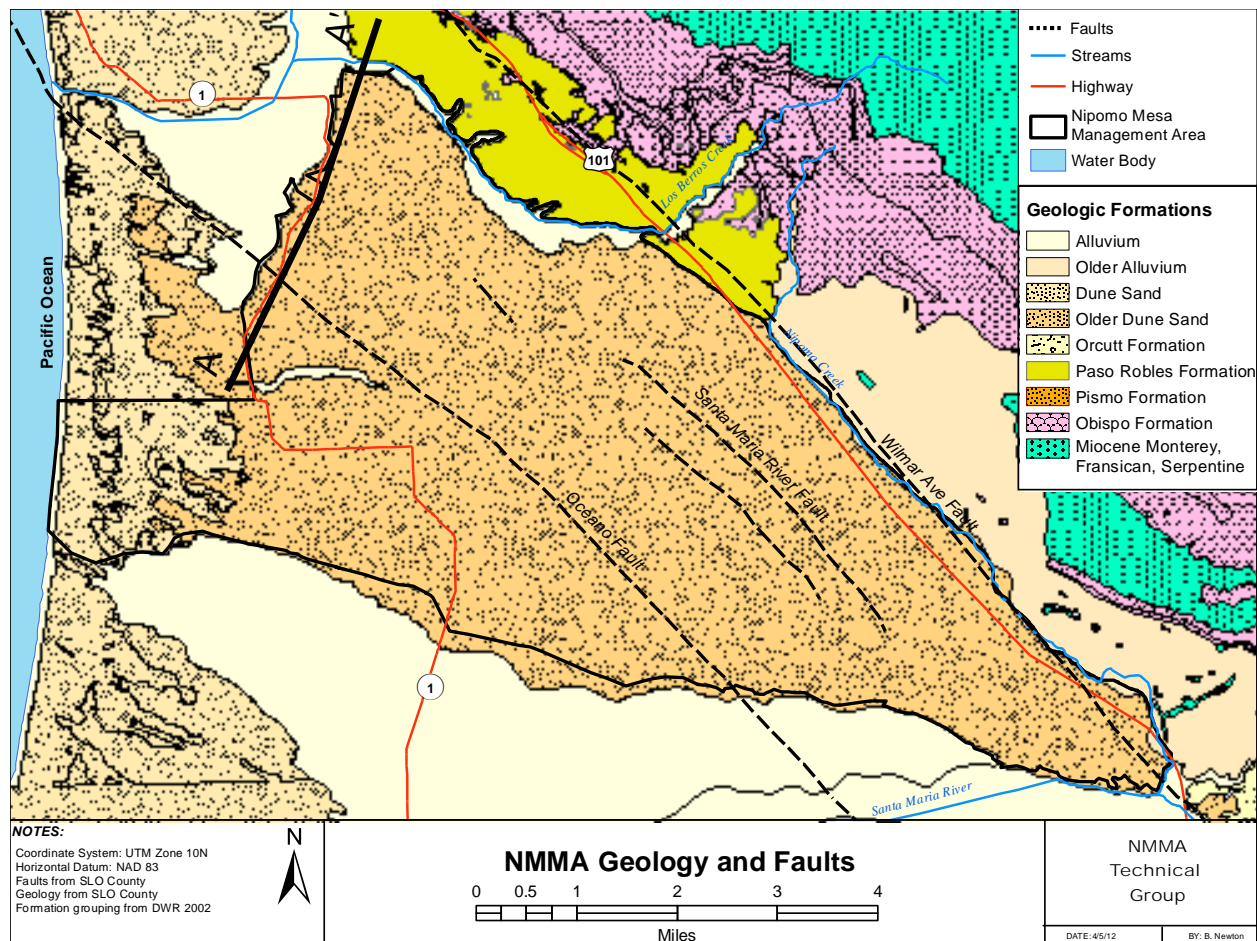 A
A'
A
1
101
Los Berros Creek
Pacific Ocean
Nipomo Creek
Santa Maria River Fault
Wilmar Ave Fault
Oceano Fault
1
Santa Maria River
Faults
Streams
Highway
Nipomo Mesa
Management Area
Water Body
Geologic Formations
Alluvium
Older Alluvium
Dune Sand
Older Dune Sand
Orcutt Formation
Paso Robles Formation
Pismo Formation
Obispo Formation
Miocene Monterey,
Fransican, Serpentine
NOTES:
Coordinate System: UTM Zone 10N
Horizontal Datum: NAD 83
Faults from SLO County
Geology from SLO County
Formation grouping from DWR 2002
N
NMMA Geology and Faults
0 0.5 1 2 3 4
Miles
NMMA
Technical
Group
DATE: 4/5/12 BY: B. Newton